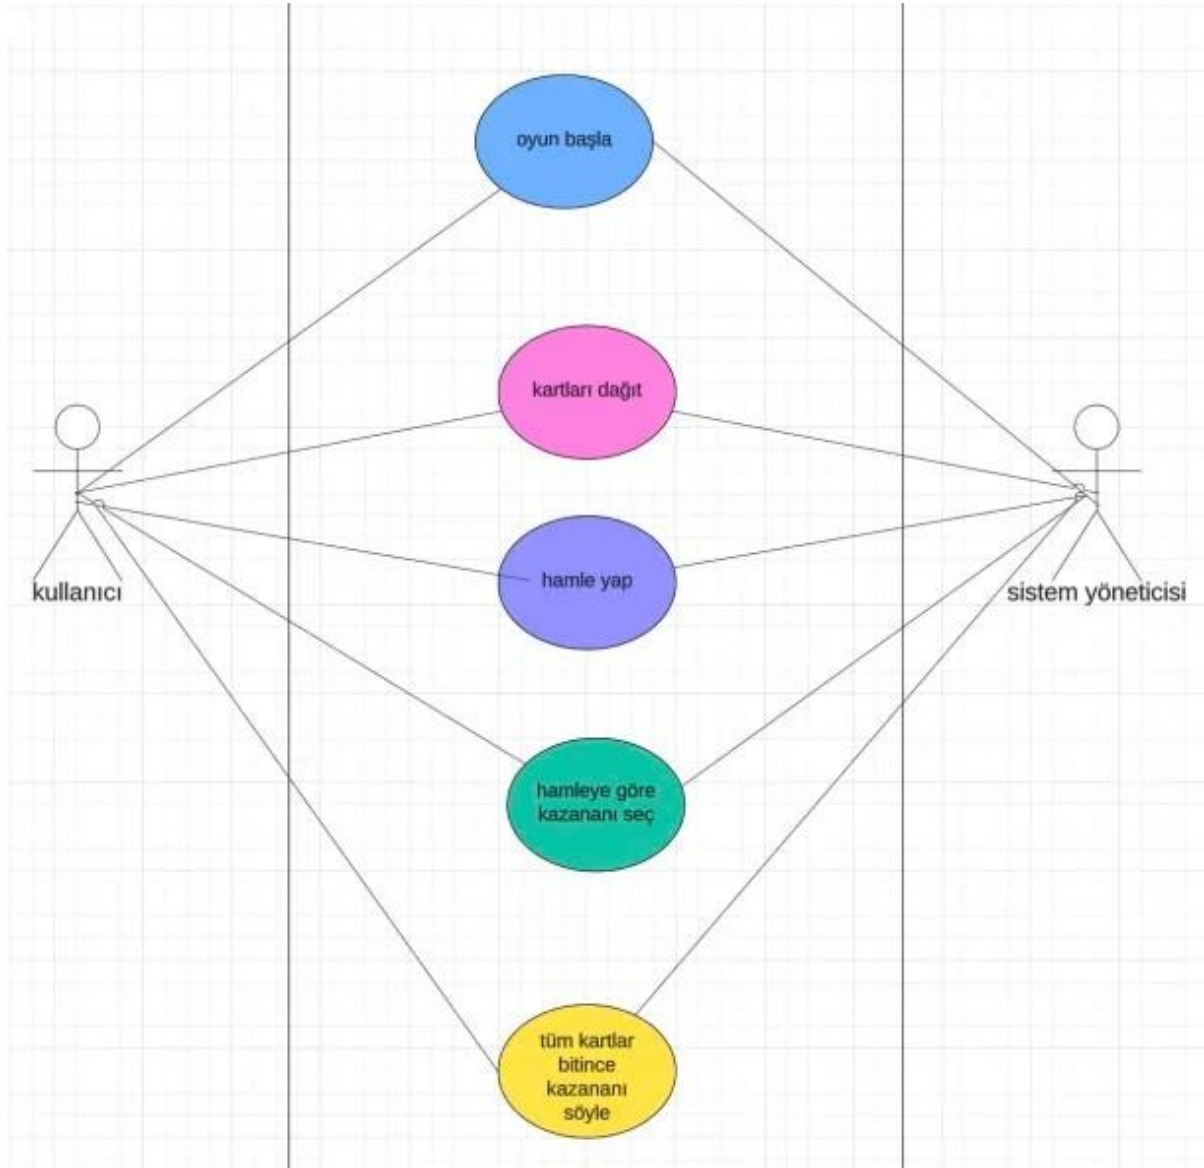 oyun başla
kartları dağıt
kullanıcı
hamle yap
sistem yöneticisi
hamleye göre
kazananı seç
tüm kartlar
bitince
kazananı
söyle